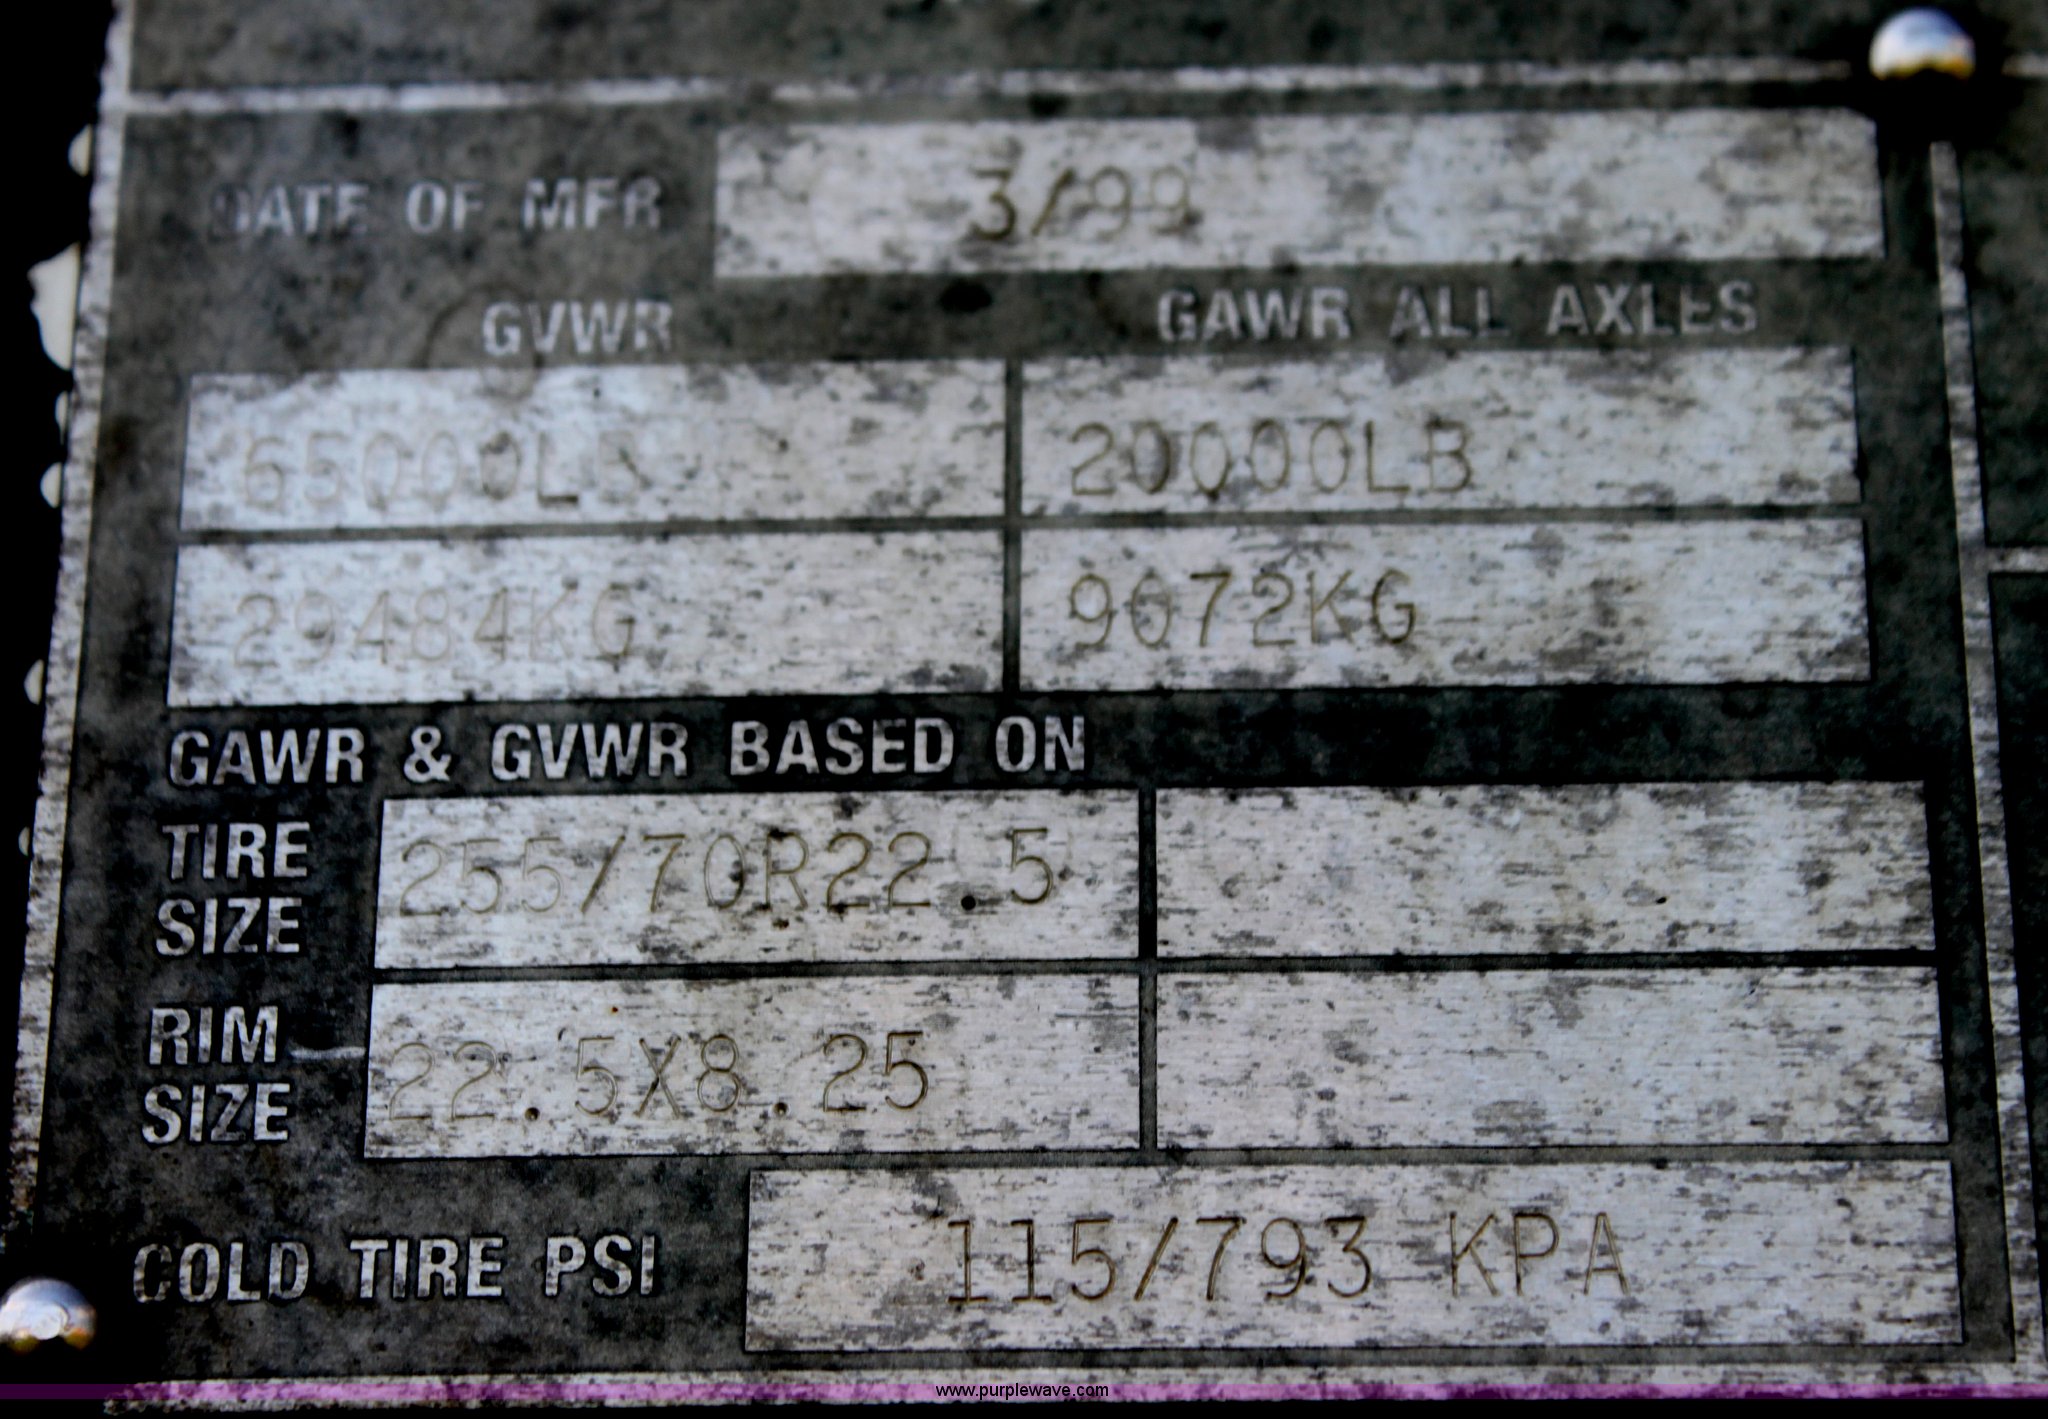 DATE OF MFR 3/99
GVWR GAWR ALL AXLES
65000LB 20000LB
29484KG 9072KG
GAWR & GVWR BASED ON
TIRE SIZE 255/70R22.5
RIM SIZE 22.5X8.25
COLD TIRE PSI 115/793 KPA
www.purplewave.com